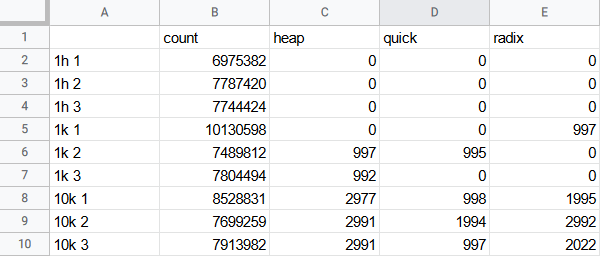 A B C D E
1 count heap quick radix
2 1h 1 6975382 0 0 0
3 1h 2 7787420 0 0 0
4 1h 3 7744424 0 0 0
5 1k 1 10130598 0 0 997
6 1k 2 7489812 997 995 0
7 1k 3 7804494 992 0 0
8 10k 1 8528831 2977 998 1995
9 10k 2 7699259 2991 1994 2992
10 10k 3 7913982 2991 997 2022